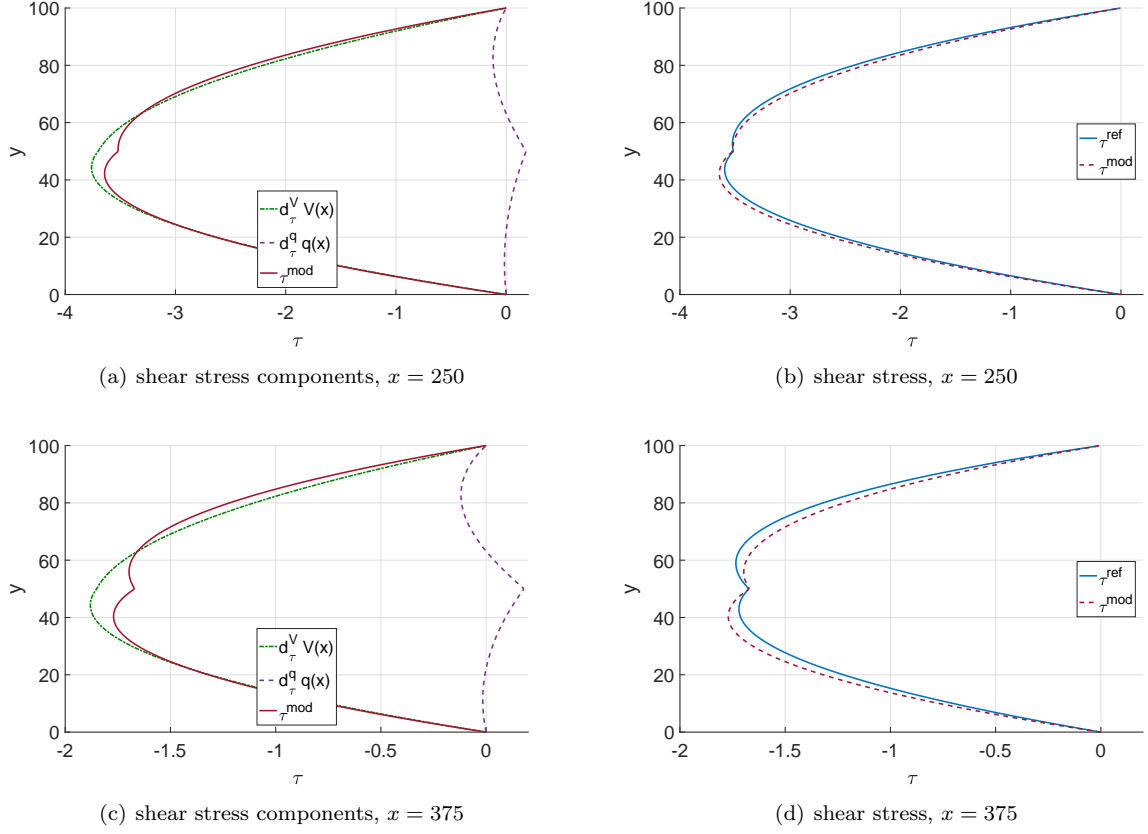 100
80
60
40
20
0
y
-4
-3
-2
-1
0
τ
d_τ^V V(x)
d_τ^q q(x)
τ^mod
(a) shear stress components, x = 250
100
80
60
40
20
0
y
-4
-3
-2
-1
0
τ
τ^ref
τ^mod
(b) shear stress, x = 250
100
80
60
40
20
0
y
-2
-1.5
-1
-0.5
0
τ
d_τ^V V(x)
d_τ^q q(x)
τ^mod
(c) shear stress components, x = 375
100
80
60
40
20
0
y
-2
-1.5
-1
-0.5
0
τ
τ^ref
τ^mod
(d) shear stress, x = 375